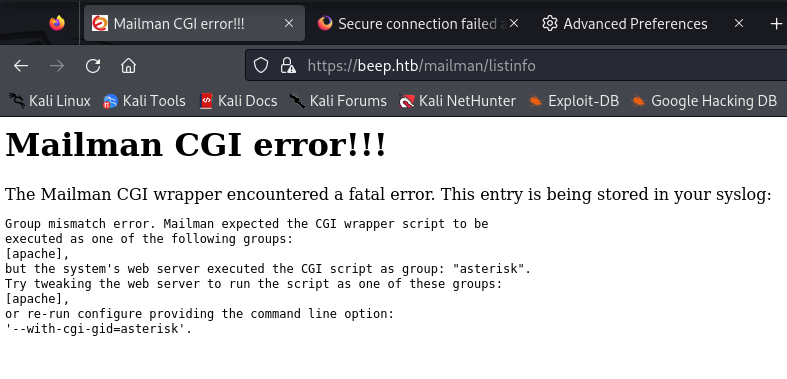 Mailman CGI error!!!
Secure connection failed a
Advanced Preferences
https://beep.htb/mailman/listinfo
Kali Linux
Kali Tools
Kali Docs
Kali Forums
Kali NetHunter
Exploit-DB
Google Hacking DB
Mailman CGI error!!!
The Mailman CGI wrapper encountered a fatal error. This entry is being stored in your syslog:
Group mismatch error. Mailman expected the CGI wrapper script to be
executed as one of the following groups:
[apache],
but the system's web server executed the CGI script as group: "asterisk".
Try tweaking the web server to run the script as one of these groups:
[apache],
or re-run configure providing the command line option:
'--with-cgi-gid=asterisk'.